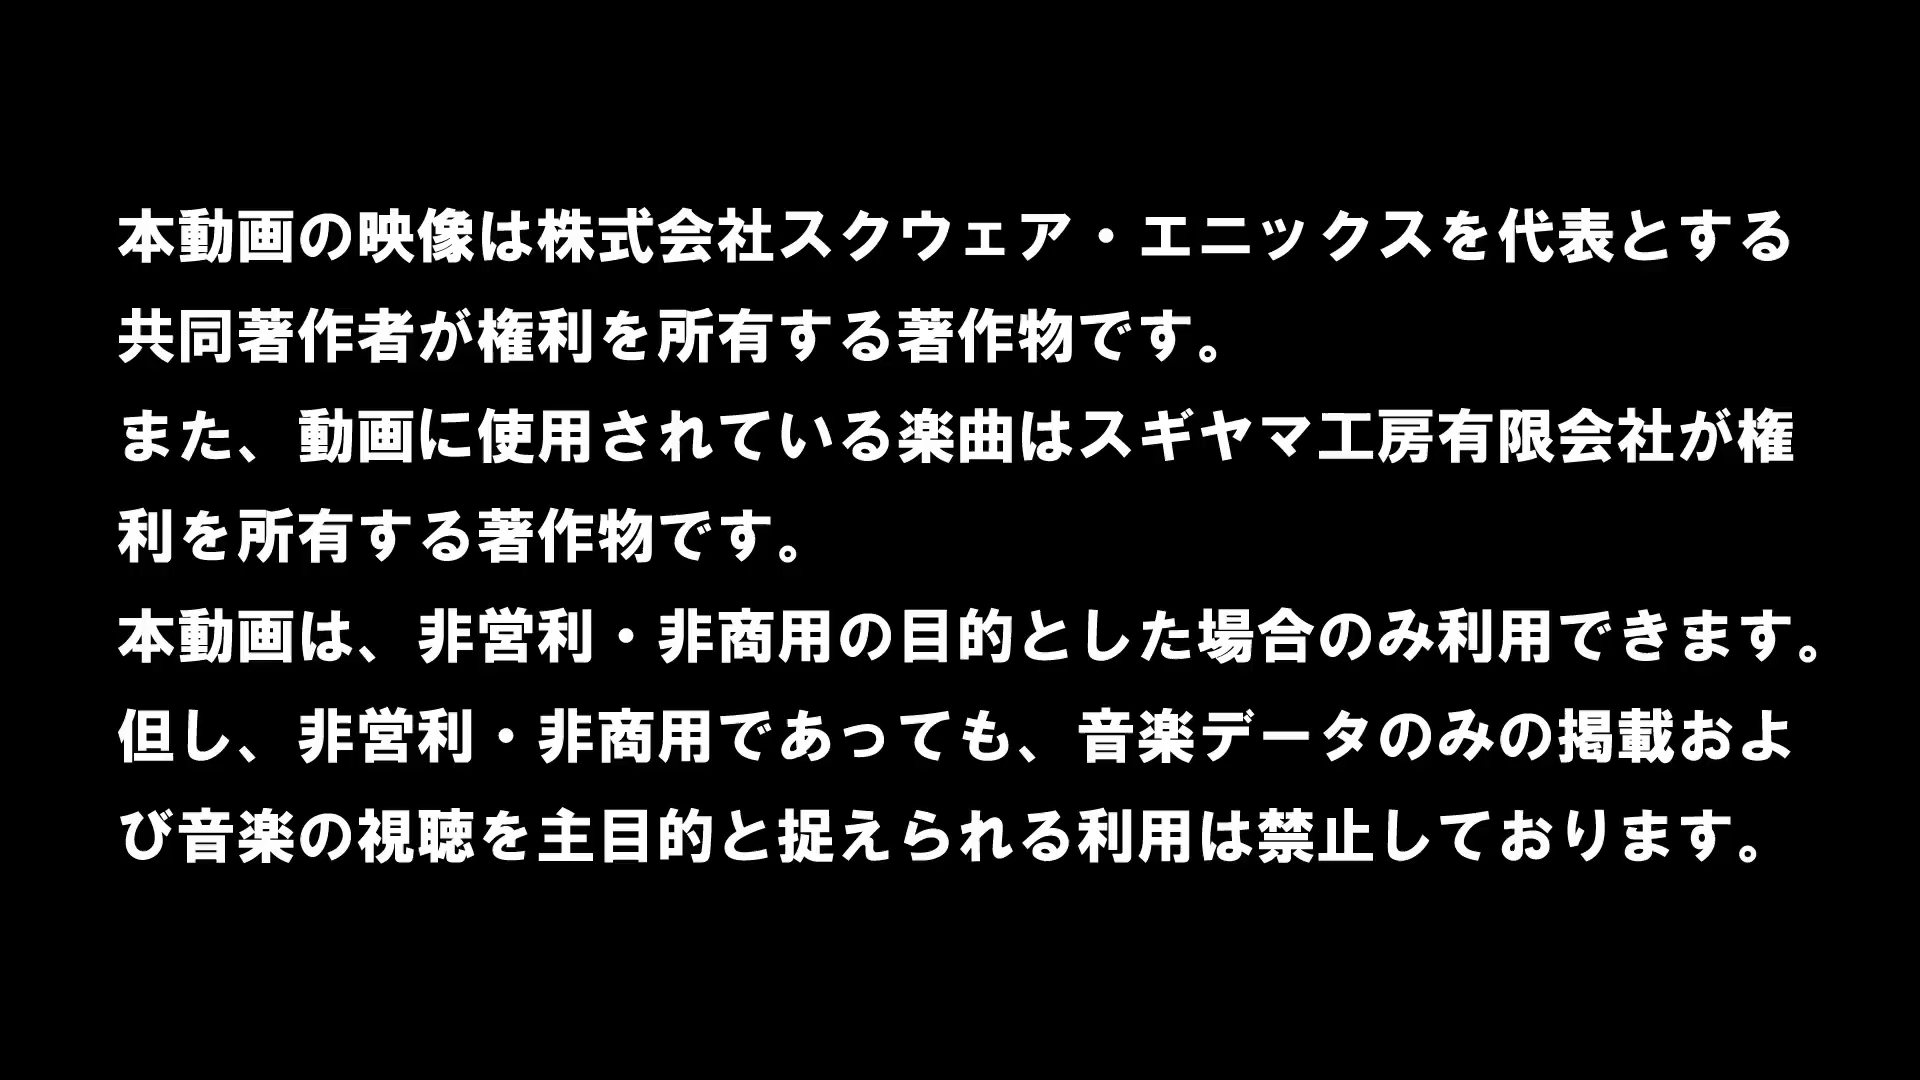 本動画の映像は株式会社スクウェア・エニックスを代表とする
共同著作者が権利を所有する著作物です。
また、動画に使用されている楽曲はスギヤマ工房有限会社が権
利を所有する著作物です。
本動画は、非営利・非商用の目的とした場合のみ利用できます。
但し、非営利・非商用であっても、音楽データのみの掲載およ
び音楽の視聴を主目的と捉えられる利用は禁止しております。